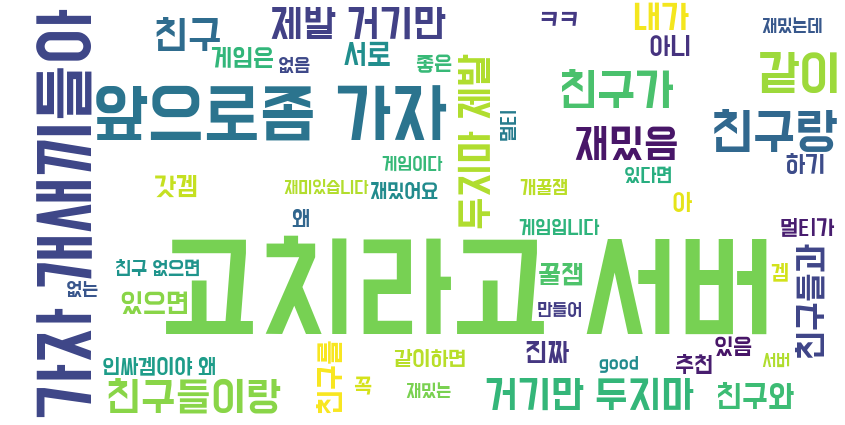 제발 거기만
ㅋㅋ
내가
친구
재밌는데
게임은
서로
아니
없음
좋은
두지마 제발
친구가
같이
앞으로좀 가자
멀티
친구랑
재밌음
가자 개새끼들아
게임이다
하기
있다면
갓겜
재미있습니다
재밌어요
개꿀잼
아
왜
게임입니다
멀티가
고치라고 서버
친구 없으면
꿀잼
겜
친구들과
없는
있으면
만들어
인싸겜이야 왜
친구를
같이하면
진짜
있음
good
추천
서버
친구들이랑
꼭
재밌는
거기만 두지마
친구와